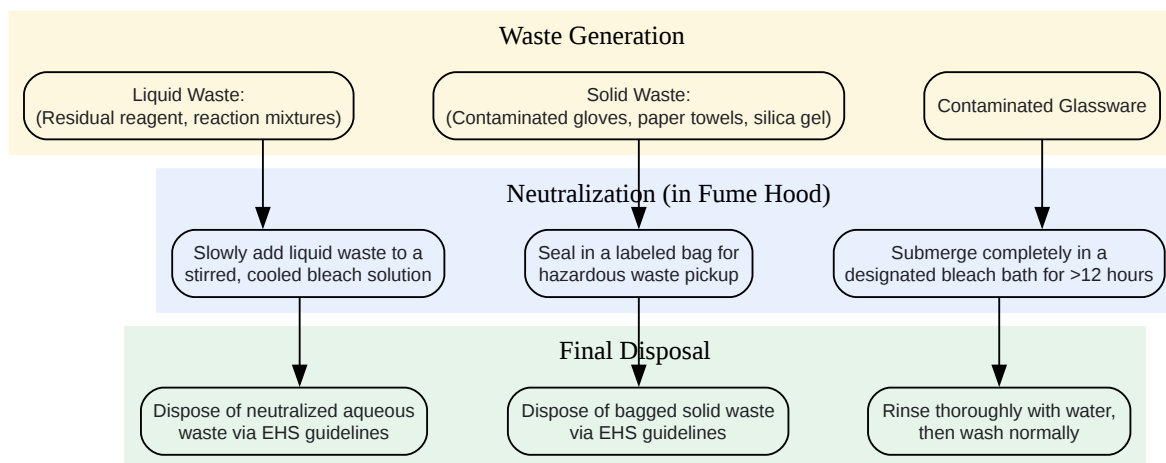 Waste Generation
Liquid Waste:
(Residual reagent, reaction mixtures)
Solid Waste:
(Contaminated gloves, paper towels, silica gel)
Contaminated Glassware
Neutralization (in Fume Hood)
Slowly add liquid waste to a
stirred, cooled bleach solution
Seal in a labeled bag for
hazardous waste pickup
Submerge completely in a
designated bleach bath for >12 hours
Final Disposal
Dispose of neutralized aqueous
waste via EHS guidelines
Dispose of bagged solid waste
via EHS guidelines
Rinse thoroughly with water,
then wash normally